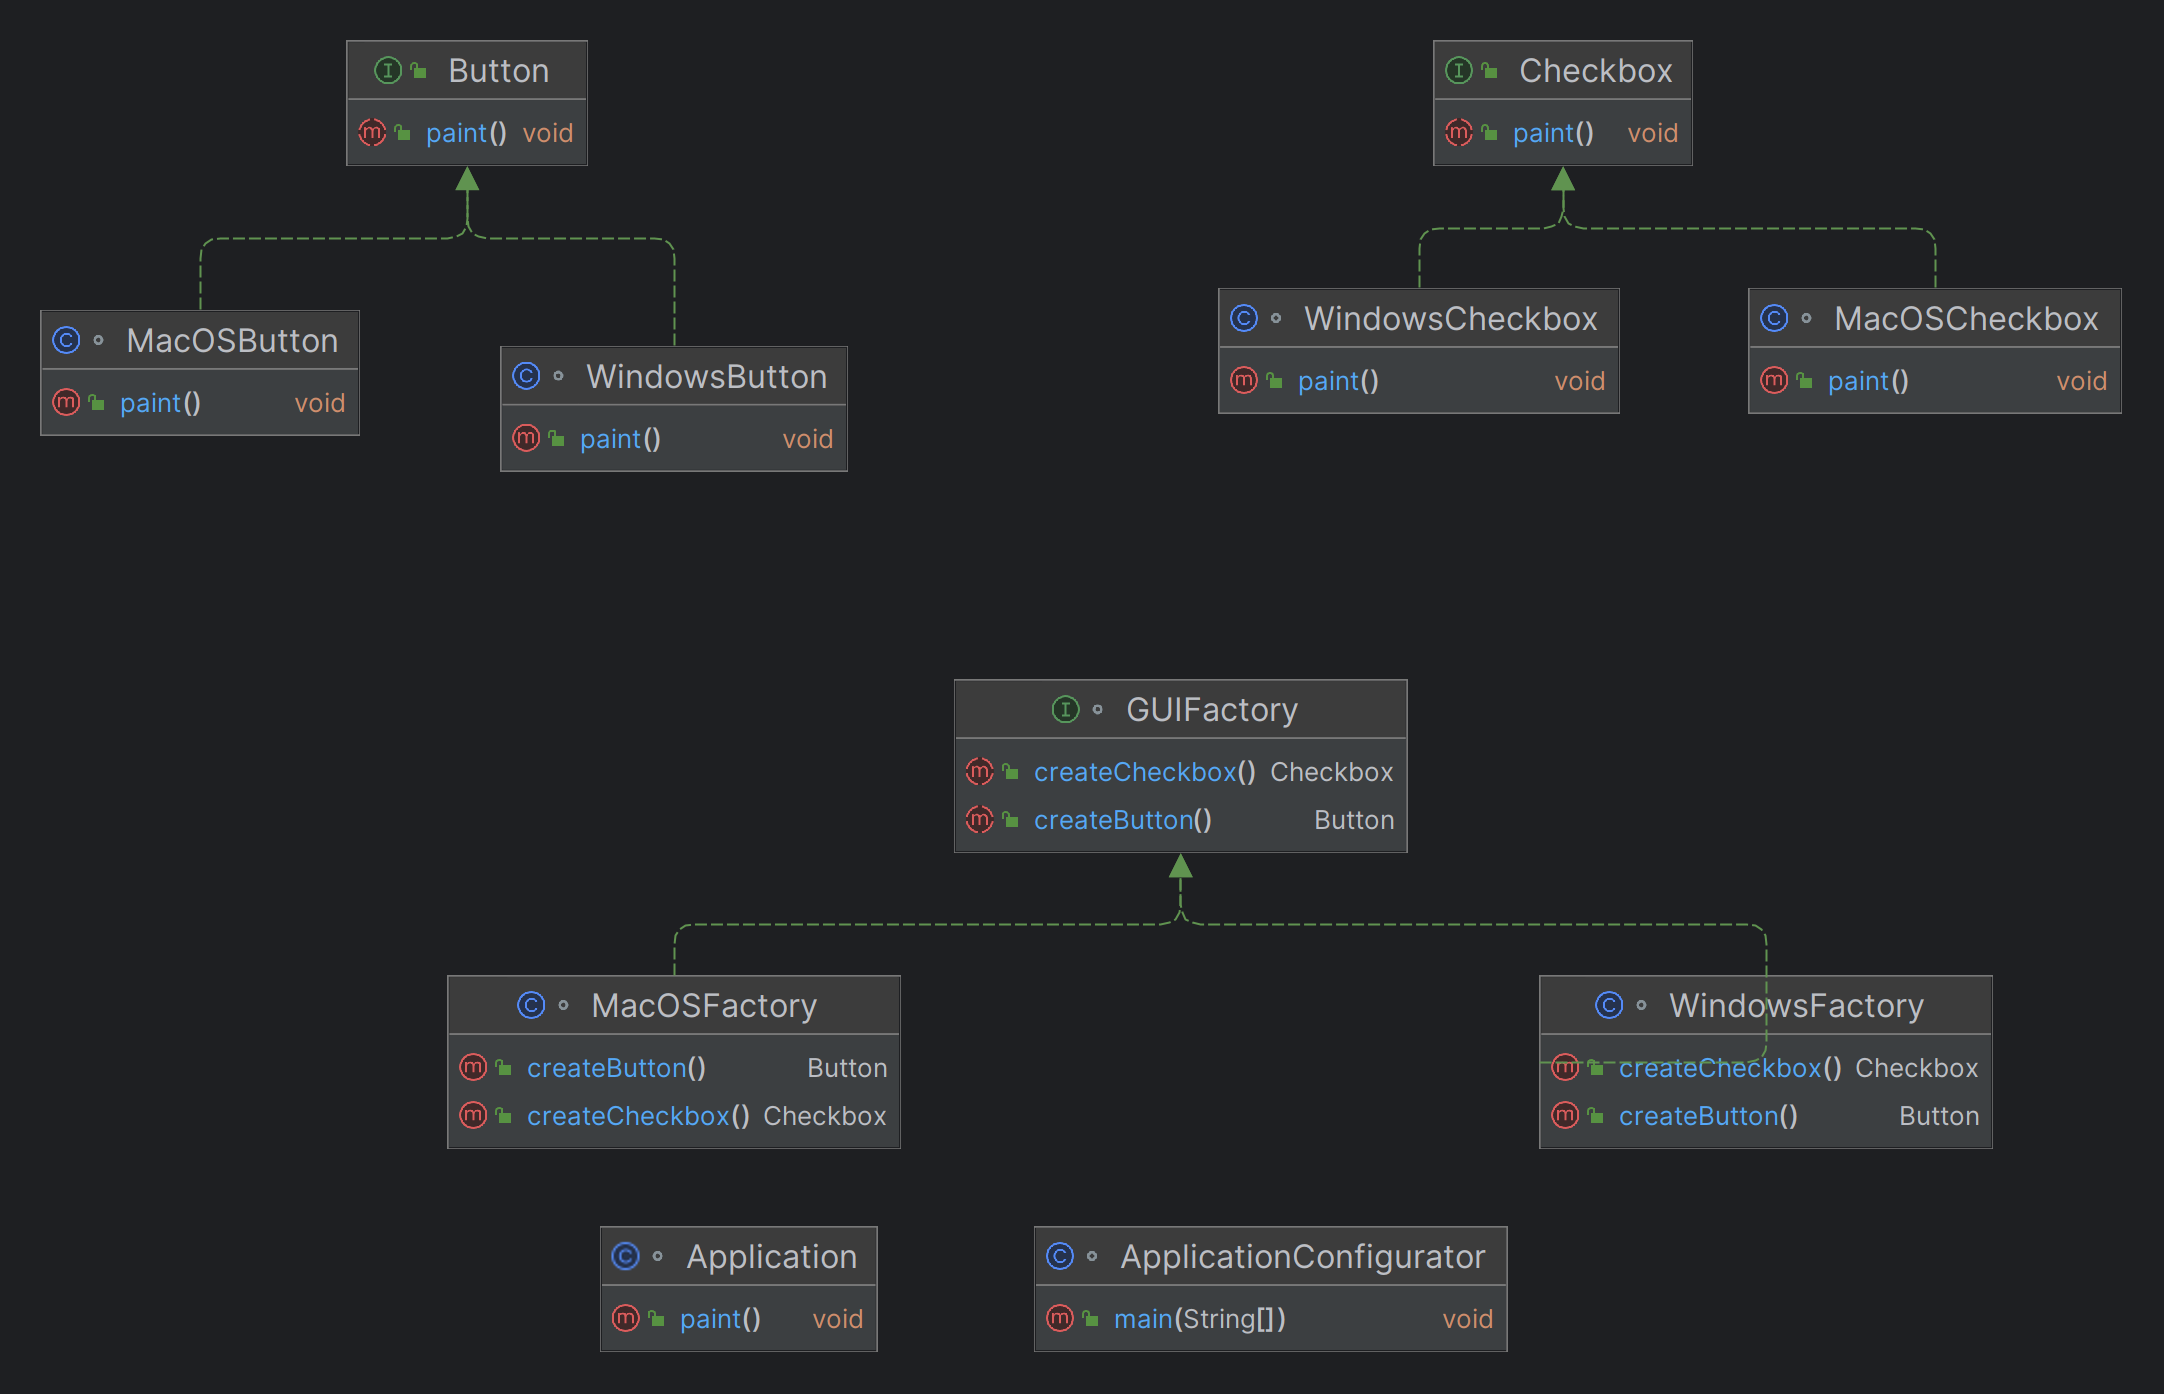 Button
paint() void
Checkbox
paint() void
MacOSButton
paint() void
WindowsButton
paint() void
WindowsCheckbox
paint() void
MacOSCheckbox
paint() void
GUIFactory
createCheckbox() Checkbox
createButton() Button
MacOSFactory
createButton() Button
createCheckbox() Checkbox
WindowsFactory
createCheckbox() Checkbox
createButton() Button
Application
paint() void
ApplicationConfigurator
main(String[]) void